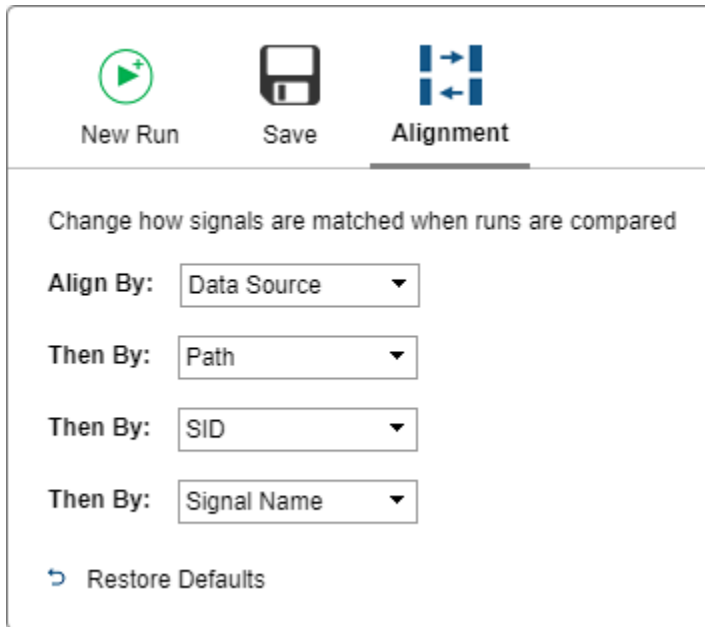 New Run Save Alignment
Change how signals are matched when runs are compared
Align By: Data Source
Then By: Path
Then By: SID
Then By: Signal Name
Restore Defaults